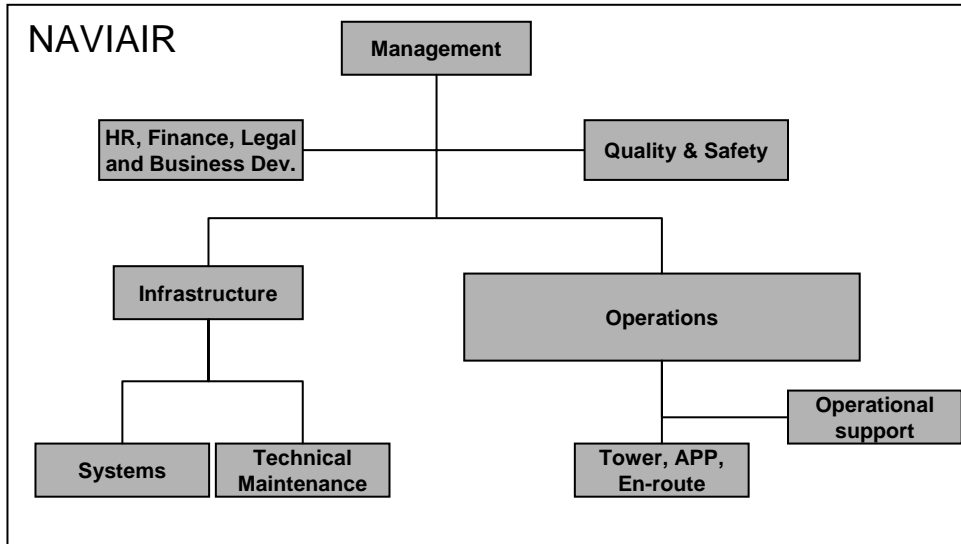 NAVIAIR
Management
HR, Finance, Legal
and Business Dev.
Quality & Safety
Infrastructure
Operations
Operational
support
Systems
Technical
Maintenance
Tower, APP,
En-route